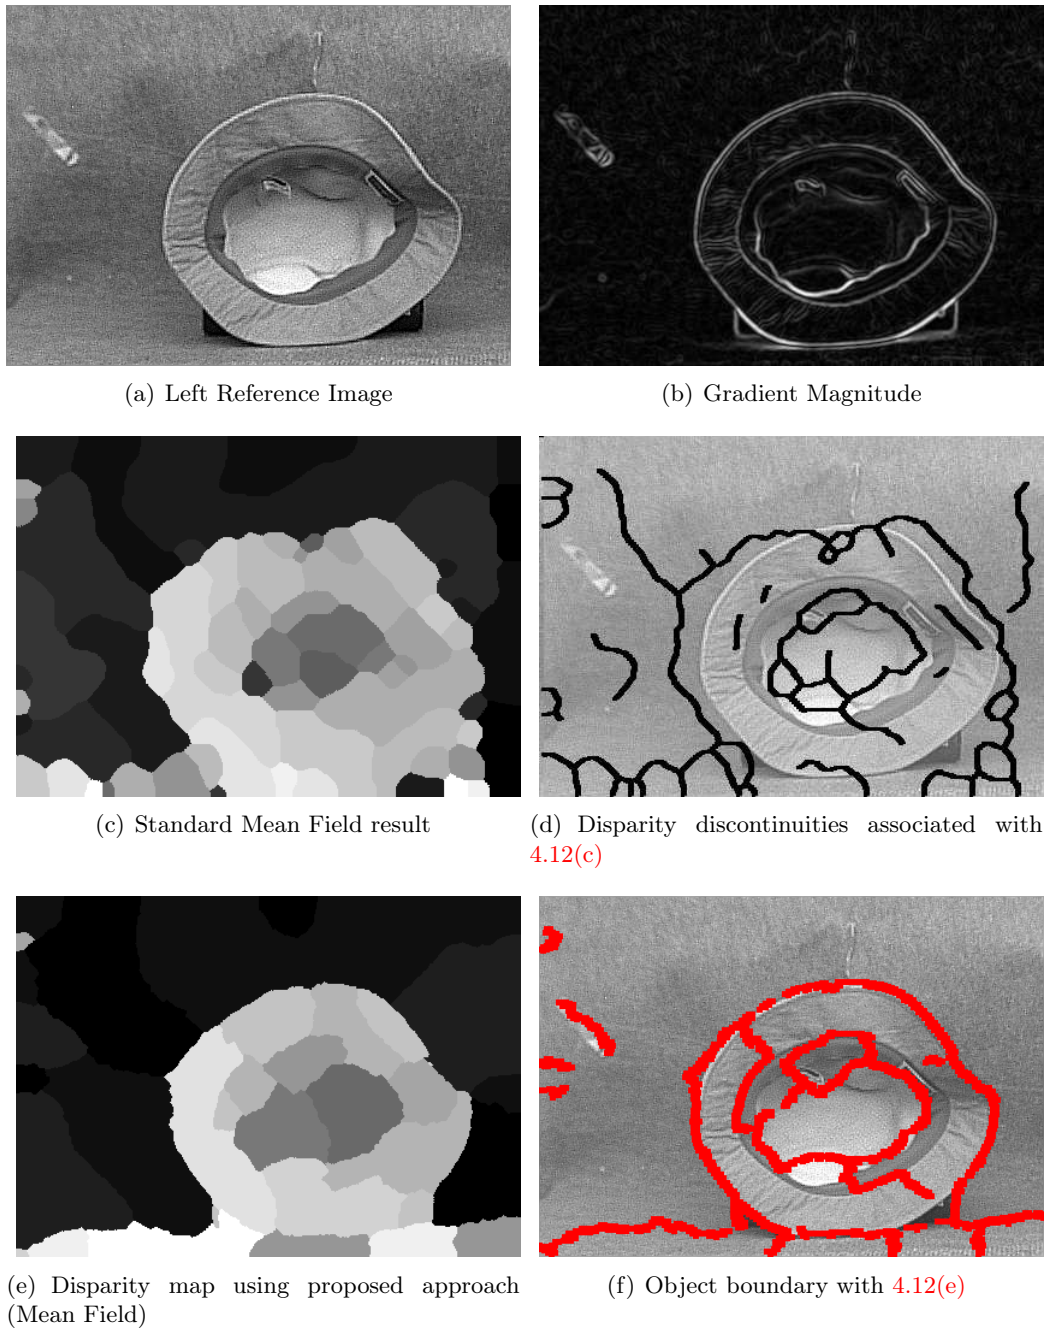 (a) Left Reference Image
(b) Gradient Magnitude
(c) Standard Mean Field result
(d) Disparity discontinuities associated with
4.12(c)
(e) Disparity map using proposed approach
(Mean Field)
(f) Object boundary with 4.12(e)